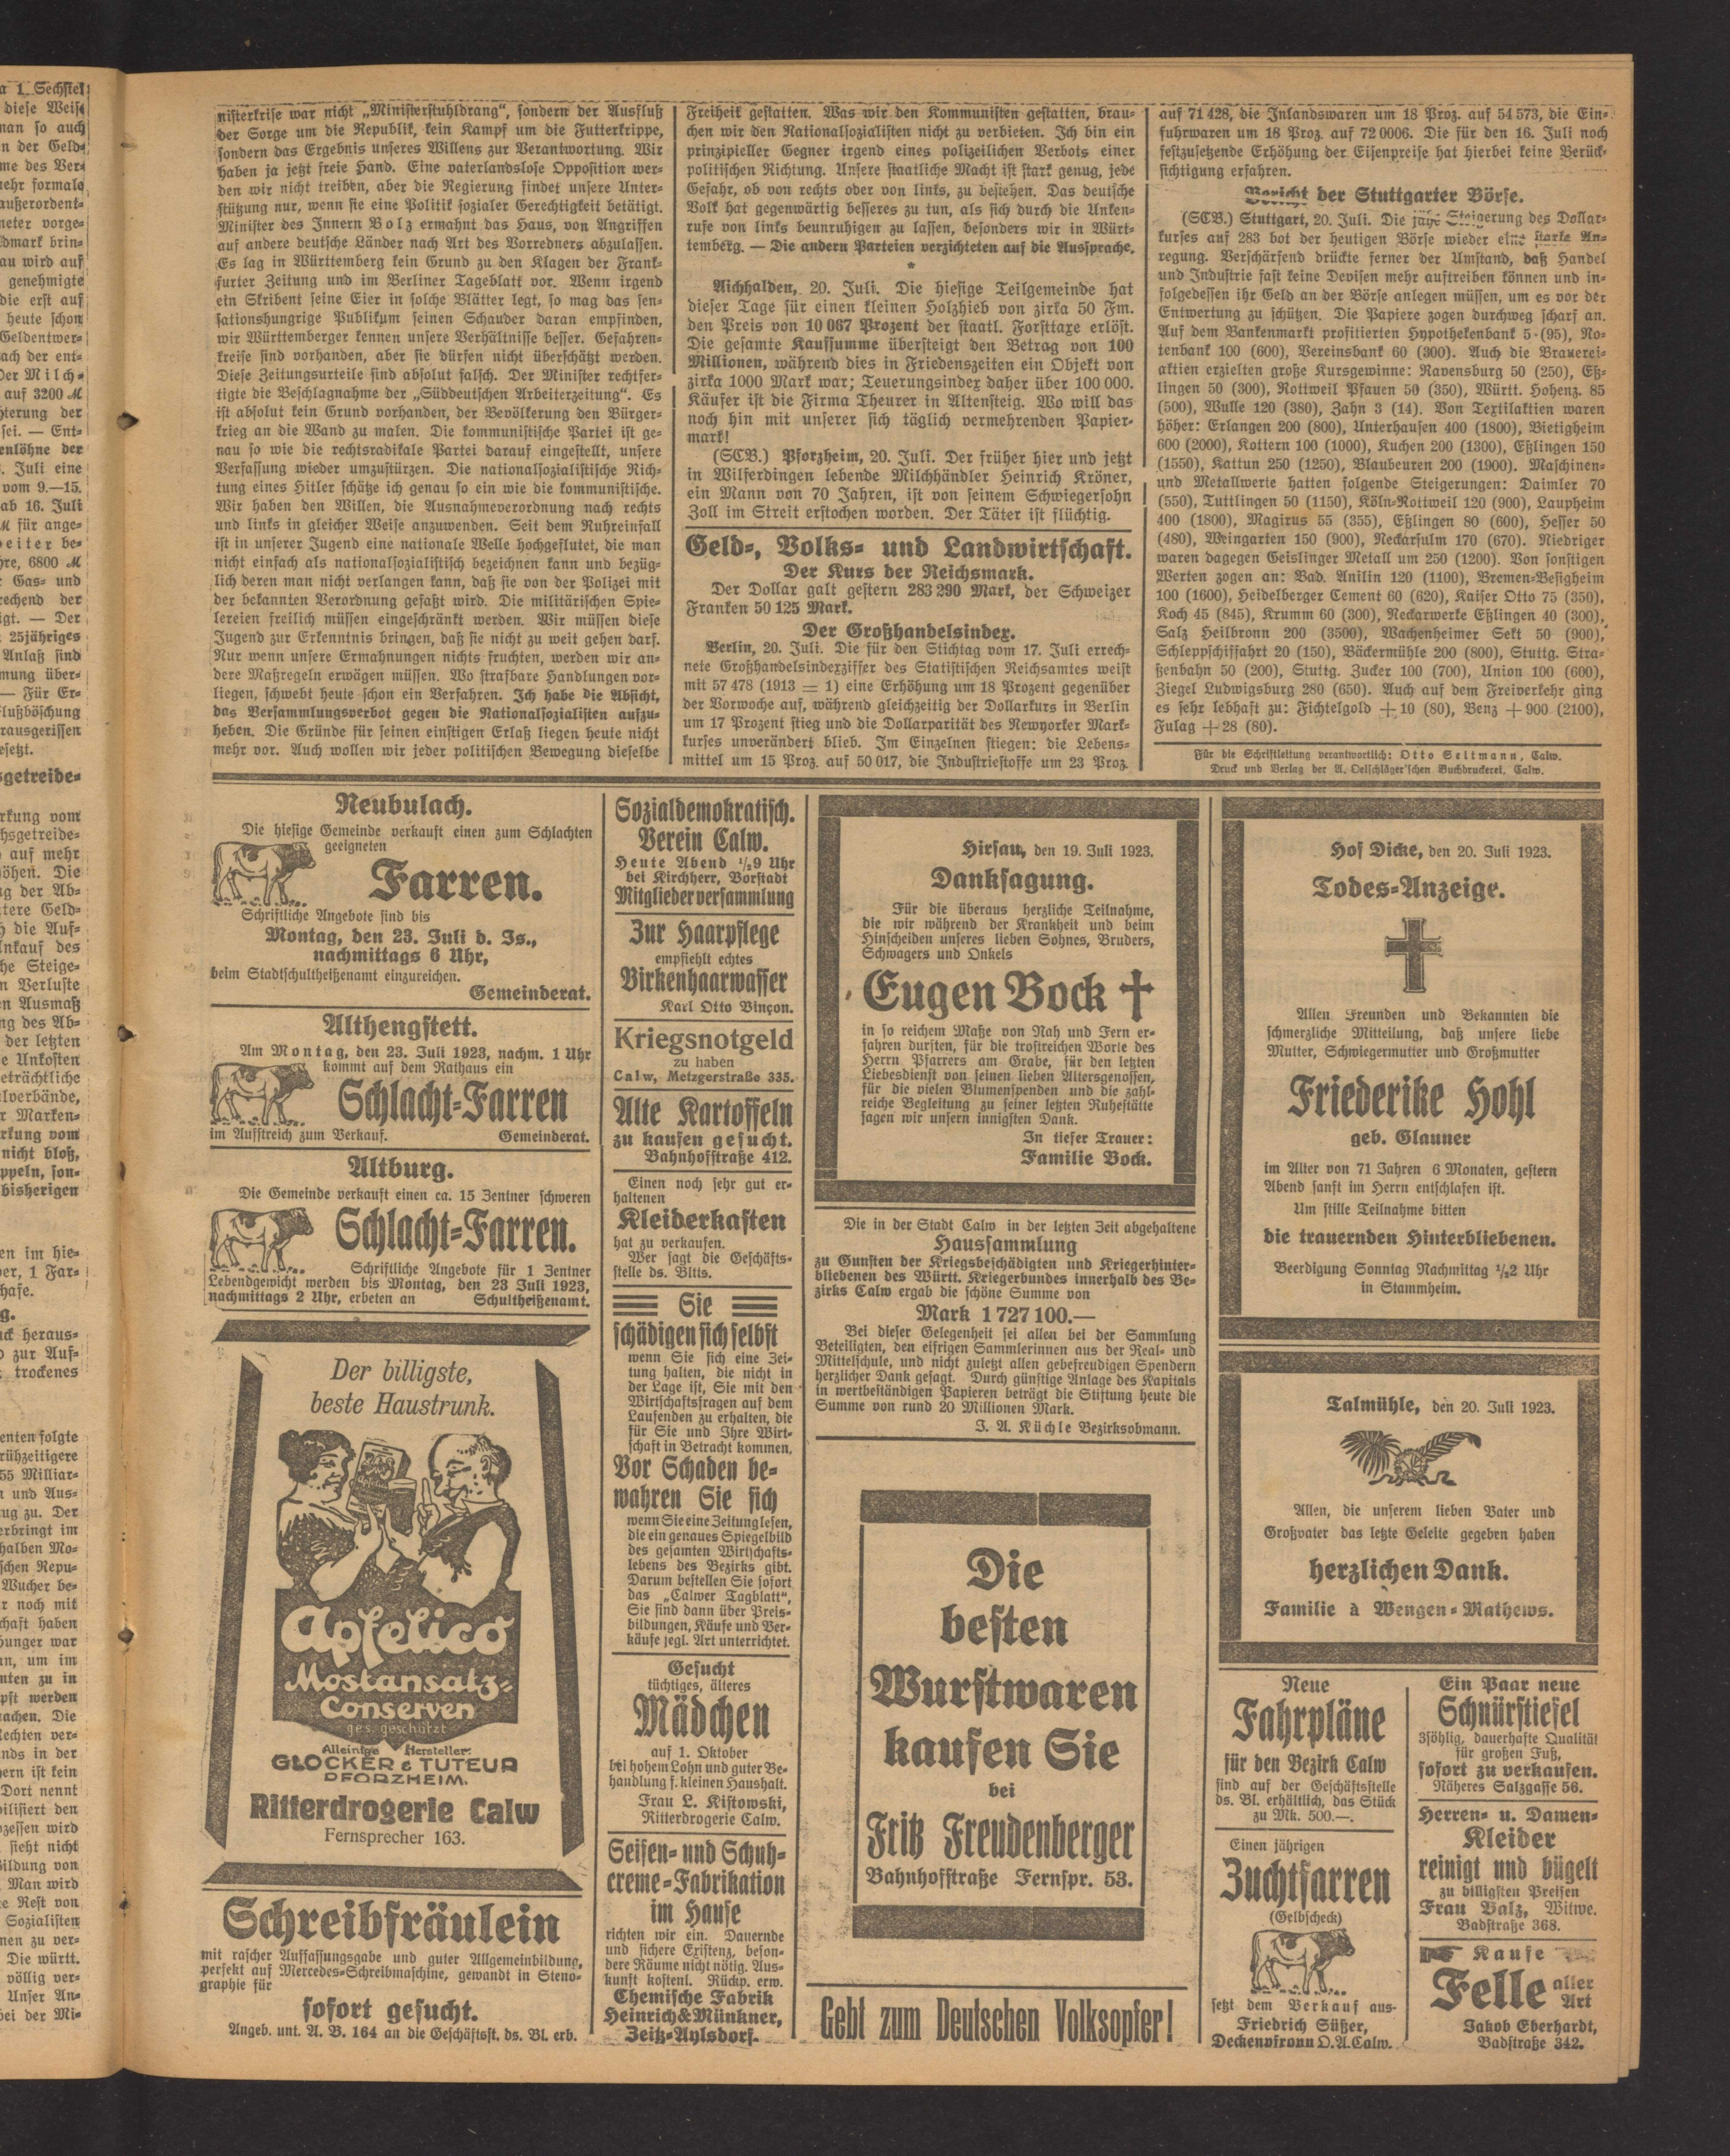 nisterkrise war nicht „Ministerstuhldrang“, sondern der Ausfluß
der Sorge um die Republik, kein Kampf um die Futterkrippe,
sondern das Ergebnis unseres Willens zur Verantwortung. Wir
haben ja jetzt freie Hand. Eine vaterlandslose Opposition wer-
den wir nicht treiben, aber die Regierung findet unsere Unter-
stützung nur, wenn sie eine Politik sozialer Gerechtigkeit betätigt.
Minister des Innern Bolz ermahnt das Haus, von Angriffen
auf andere deutsche Länder nach Art des Vorredners abzulassen.
Es lag in Württemberg kein Grund zu den Klagen der Frank-
furter Zeitung und im Berliner Tageblatt vor. Wenn irgend
ein Skribent seine Eier in solche Blätter legt, so mag das sen-
sationshungrige Publikum seinen Schauder daran empfinden,
wir Württemberger kennen unsere Verhältnisse besser. Gefahren-
kreise sind vorhanden, aber sie dürfen nicht überschätzt werden.
Diese Zeitungsurteile sind absolut falsch. Der Minister rechtfer-
tigte die Beschlagnahme der „Süddeutschen Arbeiterzeitung“. Es
ist absolut kein Grund vorhanden, der Bevölkerung den Bürger-
krieg an die Wand zu malen. Die kommunistische Partei ist ge-
nau so wie die rechtsradikale Partei darauf eingestellt, unsere
Verfassung wieder umzustürzen. Die nationalsozialistische Rich-
tung eines Hitler schätze ich genau so ein wie die kommunistische.
Wir haben den Willen, die Ausnahmeverordnung nach rechts
und links in gleicher Weise anzuwenden. Seit dem Ruhreinfall
ist in unserer Jugend eine nationale Welle hochgeflutet, die man
nicht einfach als nationalsozialistisch bezeichnen kann und bezüg-
lich deren man nicht verlangen kann, daß sie von der Polizei mit
der bekannten Verordnung gefaßt wird. Die militärischen Spie-
lereien freilich müssen eingeschränkt werden. Wir müssen diese
Jugend zur Erkenntnis bringen, daß sie nicht zu weit gehen darf.
Nur wenn unsere Ermahnungen nichts fruchten, werden wir an-
dere Maßregeln erwägen müssen. Wo strafbare Handlungen vor-
liegen, schwebt heute schon ein Verfahren. Ich habe die Absicht,
das Versammlungsverbot gegen die Nationalsozialisten aufzu-
heben. Die Gründe für seinen einstigen Erlaß liegen heute nicht
mehr vor. Auch wollen wir jeder politischen Bewegung dieselbe
Freiheik gestatten. Was wir den Kommunisten gestatten, brau-
chen wir den Nationalsozialisten nicht zu verbieten. Ich bin ein
prinzipieller Gegner irgend eines polizeilichen Verbots einer
politischen Richtung. Unsere staatliche Macht ist stark genug, jede
Gefahr, ob von rechts oder von links, zu bestehen. Das deutsche
Volk hat gegenwärtig besseres zu tun, als sich durch die Unken-
rufe von links beunruhigen zu lassen, besonders wir in Würt-
temberg. — Die andern Parteien verzichteten auf die Aussprache.
*
Aichhalden, 20. Juli. Die hiesige Teilgemeinde hat
dieser Tage für einen kleinen Holzhieb von zirka 50 Fm.
den Preis von 10 067 Prozent der staatl. Forsttaxe erlöst.
Die gesamte Kaufsumme übersteigt den Betrag von 100
Millionen, während dies in Friedenszeiten ein Objekt von
zirka 1000 Mark war; Teuerungsindex daher über 100 000.
Käufer ist die Firma Theurer in Altensteig. Wo will das
noch hin mit unserer sich täglich vermehrenden Papier-
mark!
(SCB.) Pforzheim, 20. Juli. Der früher hier und jetzt
in Wilferdingen lebende Milchhändler Heinrich Kröner,
ein Mann von 70 Jahren, ist von seinem Schwiegersohn
Zoll im Streit erstochen worden. Der Täter ist flüchtig.
Geld-, Volks- und Landwirtschaft.
Der Kurs der Reichsmark.
Der Dollar galt gestern 283 290 Mark, der Schweizer
Franken 50 125 Mark.
Der Großhandelsindex.
Berlin, 20. Juli. Die für den Stichtag vom 17. Juli errech-
nete Großhandelsindexziffer des Statistischen Reichsamtes weist
mit 57 478 (1913 = 1) eine Erhöhung um 18 Prozent gegenüber
der Vorwoche auf, während gleichzeitig der Dollarkurs in Berlin
um 17 Prozent stieg und die Dollarparität des Newyorker Mark-
kurses unverändert blieb. Im Einzelnen stiegen: die Lebens-
mittel um 15 Proz. auf 50 017, die Industriestoffe um 23 Proz.
auf 71 428, die Inlandswaren um 18 Proz. auf 54 573, die Ein-
fuhrwaren um 18 Proz. auf 72 0006. Die für den 16. Juli noch
festzusetzende Erhöhung der Eisenpreise hat hierbei keine Berück-
sichtigung erfahren.
Bericht der Stuttgarter Börse.
(SCB.) Stuttgart, 20. Juli. Die jähe Steigerung des Dollar-
kurses auf 283 bot der heutigen Börse wieder eine starke An-
regung. Verschärfend drückte ferner der Umstand, daß Handel
und Industrie fast keine Devisen mehr auftreiben können und in-
folgedessen ihr Geld an der Börse anlegen müssen, um es vor der
Entwertung zu schützen. Die Papiere zogen durchweg scharf an.
Auf dem Bankenmarkt profitierten Hypothekenbank 5 (95), No-
tenbank 100 (600), Vereinsbank 60 (300). Auch die Brauerei-
aktien erzielten große Kursgewinne: Ravensburg 50 (250), Eß-
lingen 50 (300), Rottweil Pfauen 50 (350), Württ. Hohenz. 85
(500), Wulle 120 (380), Zahn 3 (14). Von Textilaktien waren
höher: Erlangen 200 (800), Unterhausen 400 (1800), Bietigheim
600 (2000), Kottern 100 (1000), Kuchen 200 (1300), Eßlingen 150
(1550), Kattun 250 (1250), Blaubeuren 200 (1900). Maschinen-
und Metallwerte hatten folgende Steigerungen: Daimler 70
(550), Tuttlingen 50 (1150), Köln-Rottweil 120 (900), Laupheim
400 (1800), Magirus 55 (355), Eßlingen 80 (600), Hesser 50
(480), Weingarten 150 (900), Neckarsulm 170 (670). Niedriger
waren dagegen Geislinger Metall um 250 (1200). Von sonstigen
Werten zogen an: Bad. Anilin 120 (1100), Bremen-Besigheim
100 (1600), Heidelberger Cement 60 (620), Kaiser Otto 75 (350),
Koch 45 (845), Krumm 60 (300), Neckarwerke Eßlingen 40 (300),
Salz Heilbronn 200 (3500), Wachenheimer Sekt 50 (900),
Schleppschiffahrt 20 (150), Bäckermühle 200 (800), Stuttg. Stra-
ßenbahn 50 (200), Stuttg. Zucker 100 (700), Union 100 (600),
Ziegel Ludwigsburg 280 (650). Auch auf dem Freiverkehr ging
es sehr lebhaft zu: Fichtelgold + 10 (80), Benz + 900 (2100),
Fulag + 28 (80).
Für die Schriftleitung verantwortlich: Otto Seltmann, Calw.
Druck und Verlag der A. Oelschläger'schen Buchdruckerei, Calw.
Neubulach.
Die hiesige Gemeinde verkauft einen zum Schlachten
geeigneten
Farren.
Schriftliche Angebote sind bis
Montag, den 23. Juli d. Js.,
nachmittags 6 Uhr,
beim Stadtschultheißenamt einzureichen.
Gemeinderat.
Althengstett.
Am Montag, den 23. Juli 1923, nachm. 1 Uhr
kommt auf dem Rathaus ein
Schlacht-Farren
im Aufstreich zum Verkauf. Gemeinderat.
Altburg.
Die Gemeinde verkauft einen ca. 15 Zentner schweren
Schlacht-Farren.
Schriftliche Angebote für 1 Zentner
Lebendgewicht werden bis Montag, den 23 Juli 1923,
nachmittags 2 Uhr, erbeten an Schultheißenamt.
Der billigste,
beste Haustrunk.
Apfelico
Mostansatz-
Conserven
ges. geschützt
Alleinige Hersteller:
GLOCKER & TUTEUR
PFORZHEIM.
Ritterdrogerie Calw
Fernsprecher 163.
Schreibfräulein
mit rascher Auffassungsgabe und guter Allgemeinbildung,
perfekt auf Mercedes-Schreibmaschine, gewandt in Steno-
graphie für
sofort gesucht.
Angeb. unt. A. B. 164 an die Geschäftsst. ds. Bl. erb.
Sozialdemokratisch.
Verein Calw.
Heute Abend ½9 Uhr
bei Kirchherr, Vorstadt
Mitgliederversammlung
Zur Haarpflege
empfiehlt echtes
Birkenhaarwasser
Karl Otto Vinçon.
Kriegsnotgeld
zu haben
Calw, Metzgerstraße 335.
Alte Kartoffeln
zu kaufen gesucht.
Bahnhofstraße 412.
Einen noch sehr gut er-
haltenen
Kleiderkasten
hat zu verkaufen.
Wer sagt die Geschäfts-
stelle ds. Blts.
Sie
schädigen sich selbst
wenn Sie sich eine Zei-
tung halten, die nicht in
der Lage ist, Sie mit den
Wirtschaftsfragen auf dem
Laufenden zu erhalten, die
für Sie und Ihre Wirt-
schaft in Betracht kommen.
Vor Schaden be-
wahren Sie sich
wenn Sie eine Zeitung lesen,
die ein genaues Spiegelbild
des gesamten Wirtschafts-
lebens des Bezirks gibt.
Darum bestellen Sie sofort
das „Calwer Tagblatt“,
Sie sind dann über Preis-
bildungen, Käufe und Ver-
käufe jegl. Art unterrichtet.
Gesucht
tüchtiges, älteres
Mädchen
auf 1. Oktober
bei hohem Lohn und guter Be-
handlung f. kleinen Haushalt.
Frau L. Kistowski,
Ritterdrogerie Calw.
Seifen- und Schuh-
creme-Fabrikation
im Hause
richten wir ein. Dauernde
und sichere Existenz, beson-
dere Räume nicht nötig. Aus-
kunft kostenl. Rückp. erw.
Chemische Fabrik
Heinrich & Münkner,
Zeitz-Aylsdorf.
Hirsau, den 19. Juli 1923.
Danksagung.
Für die überaus herzliche Teilnahme,
die wir während der Krankheit und beim
Hinscheiden unseres lieben Sohnes, Bruders,
Schwagers und Onkels
Eugen Bock †
in so reichem Maße von Nah und Fern er-
fahren durften, für die trostreichen Worte des
Herrn Pfarrers am Grabe, für den letzten
Liebesdienst von seinen lieben Altersgenossen,
für die vielen Blumenspenden und die zahl-
reiche Begleitung zu seiner letzten Ruhestätte
sagen wir unsern innigsten Dank.
In tiefer Trauer:
Familie Bock.
Die in der Stadt Calw in der letzten Zeit abgehaltene
Haussammlung
zu Gunsten der Kriegsbeschädigten und Kriegerhinter-
bliebenen des Württ. Kriegerbundes innerhalb des Be-
zirks Calw ergab die schöne Summe von
Mark 1 727 100.—
Bei dieser Gelegenheit sei allen bei der Sammlung
Beteiligten, den eifrigen Sammlerinnen aus der Real- und
Mittelschule, und nicht zuletzt allen gebefreudigen Spendern
herzlicher Dank gesagt. Durch günstige Anlage des Kapitals
in wertbeständigen Papieren beträgt die Stiftung heute die
Summe von rund 20 Millionen Mark.
J. A. Küchle Bezirksobmann.
Die
besten
Wurstwaren
kaufen Sie
bei
Fritz Freudenberger
Bahnhofstraße Fernspr. 53.
Gebt zum Deutschen Volksopfer!
Hof Dicke, den 20. Juli 1923.
Todes-Anzeige.
Allen Freunden und Bekannten die
schmerzliche Mitteilung, daß unsere liebe
Mutter, Schwiegermutter und Großmutter
Friederike Hohl
geb. Glauner
im Alter von 71 Jahren 6 Monaten, gestern
Abend sanft im Herrn entschlafen ist.
Um stille Teilnahme bitten
die trauernden Hinterbliebenen.
Beerdigung Sonntag Nachmittag ½2 Uhr
in Stammheim.
Talmühle, den 20. Juli 1923.
Allen, die unserem lieben Vater und
Großvater das letzte Geleite gegeben haben
herzlichen Dank.
Familie à Wengen-Mathews.
Neue
Fahrpläne
für den Bezirk Calw
sind auf der Geschäftsstelle
ds. Bl. erhältlich, das Stück
zu Mk. 500.—.
Einen jährigen
Zuchtfarren
(Gelbscheck)
setzt dem Verkauf aus-
Friedrich Süßer,
Deckenpfronn O.A. Calw.
Ein Paar neue
Schnürstiefel
3söhlig, dauerhafte Qualität
für großen Fuß,
sofort zu verkaufen.
Näheres Salzgasse 56.
Herren- u. Damen-
Kleider
reinigt und bügelt
zu billigsten Preisen
Frau Balz, Witwe.
Badstraße 368.
Kaufe
Felle aller Art
Jakob Eberhardt,
Badstraße 342.